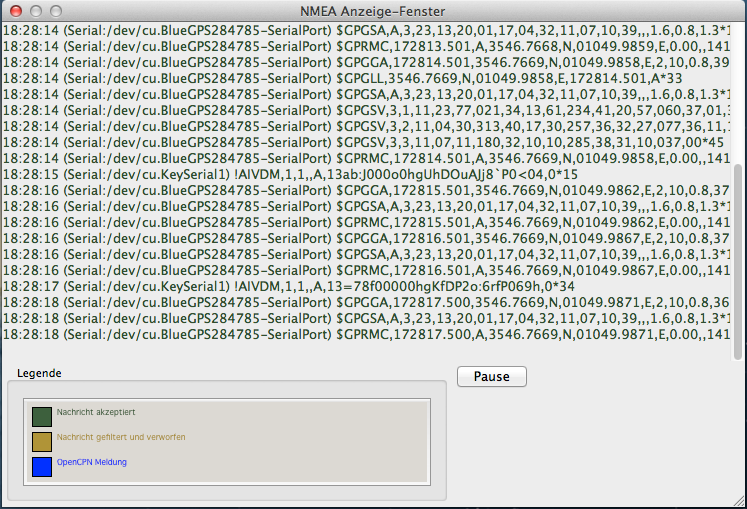 NMEA Anzeige-Fenster
18:28:14 (Serial:/dev/cu.BlueGPS284785-SerialPort) $GPGSA,A,3,23,13,20,01,17,04,32,11,07,10,39,,,1.6,0.8,1.3*1
18:28:14 (Serial:/dev/cu.BlueGPS284785-SerialPort) $GPRMC,172813.501,A,3546.7668,N,01049.9859,E,0.00,,141
18:28:14 (Serial:/dev/cu.BlueGPS284785-SerialPort) $GPGGA,172814.501,3546.7669,N,01049.9858,E,2,10,0.8,39
18:28:14 (Serial:/dev/cu.BlueGPS284785-SerialPort) $GPGLL,3546.7669,N,01049.9858,E,172814.501,A*33
18:28:14 (Serial:/dev/cu.BlueGPS284785-SerialPort) $GPGSA,A,3,23,13,20,01,17,04,32,11,07,10,39,,,1.6,0.8,1.3*1
18:28:14 (Serial:/dev/cu.BlueGPS284785-SerialPort) $GPGSV,3,1,11,23,77,021,34,13,61,234,41,20,57,060,37,01,3
18:28:14 (Serial:/dev/cu.BlueGPS284785-SerialPort) $GPGSV,3,2,11,04,30,313,40,17,30,257,36,32,27,077,36,11,1
18:28:14 (Serial:/dev/cu.BlueGPS284785-SerialPort) $GPGSV,3,3,11,07,11,180,32,10,10,285,38,31,10,037,00*45
18:28:14 (Serial:/dev/cu.BlueGPS284785-SerialPort) $GPRMC,172814.501,A,3546.7669,N,01049.9858,E,0.00,,141
18:28:15 (Serial:/dev/cu.KeySerial1) !AIVDM,1,1,,A,13ab:J000o0hgUhDOuAJj8`P0<04,0*15
18:28:16 (Serial:/dev/cu.BlueGPS284785-SerialPort) $GPGGA,172815.501,3546.7669,N,01049.9862,E,2,10,0.8,37
18:28:16 (Serial:/dev/cu.BlueGPS284785-SerialPort) $GPGSA,A,3,23,13,20,01,17,04,32,11,07,10,39,,,1.6,0.8,1.3*1
18:28:16 (Serial:/dev/cu.BlueGPS284785-SerialPort) $GPRMC,172815.501,A,3546.7669,N,01049.9862,E,0.00,,141
18:28:16 (Serial:/dev/cu.BlueGPS284785-SerialPort) $GPGGA,172816.501,3546.7669,N,01049.9867,E,2,10,0.8,37
18:28:16 (Serial:/dev/cu.BlueGPS284785-SerialPort) $GPGSA,A,3,23,13,20,01,17,04,32,11,07,10,39,,,1.6,0.8,1.3*1
18:28:16 (Serial:/dev/cu.BlueGPS284785-SerialPort) $GPRMC,172816.501,A,3546.7669,N,01049.9867,E,0.00,,141
18:28:17 (Serial:/dev/cu.KeySerial1) !AIVDM,1,1,,A,13=78f00000hgKfDP2o:6rfP069h,0*34
18:28:18 (Serial:/dev/cu.BlueGPS284785-SerialPort) $GPGGA,172817.500,3546.7669,N,01049.9871,E,2,10,0.8,36
18:28:18 (Serial:/dev/cu.BlueGPS284785-SerialPort) $GPGSA,A,3,23,13,20,01,17,04,32,11,07,10,39,,,1.6,0.8,1.3*1
18:28:18 (Serial:/dev/cu.BlueGPS284785-SerialPort) $GPRMC,172817.500,A,3546.7669,N,01049.9871,E,0.00,,141
Legende
Pause
Nachricht akzeptiert
Nachricht gefiltert und verworfen
OpenCPN Meldung